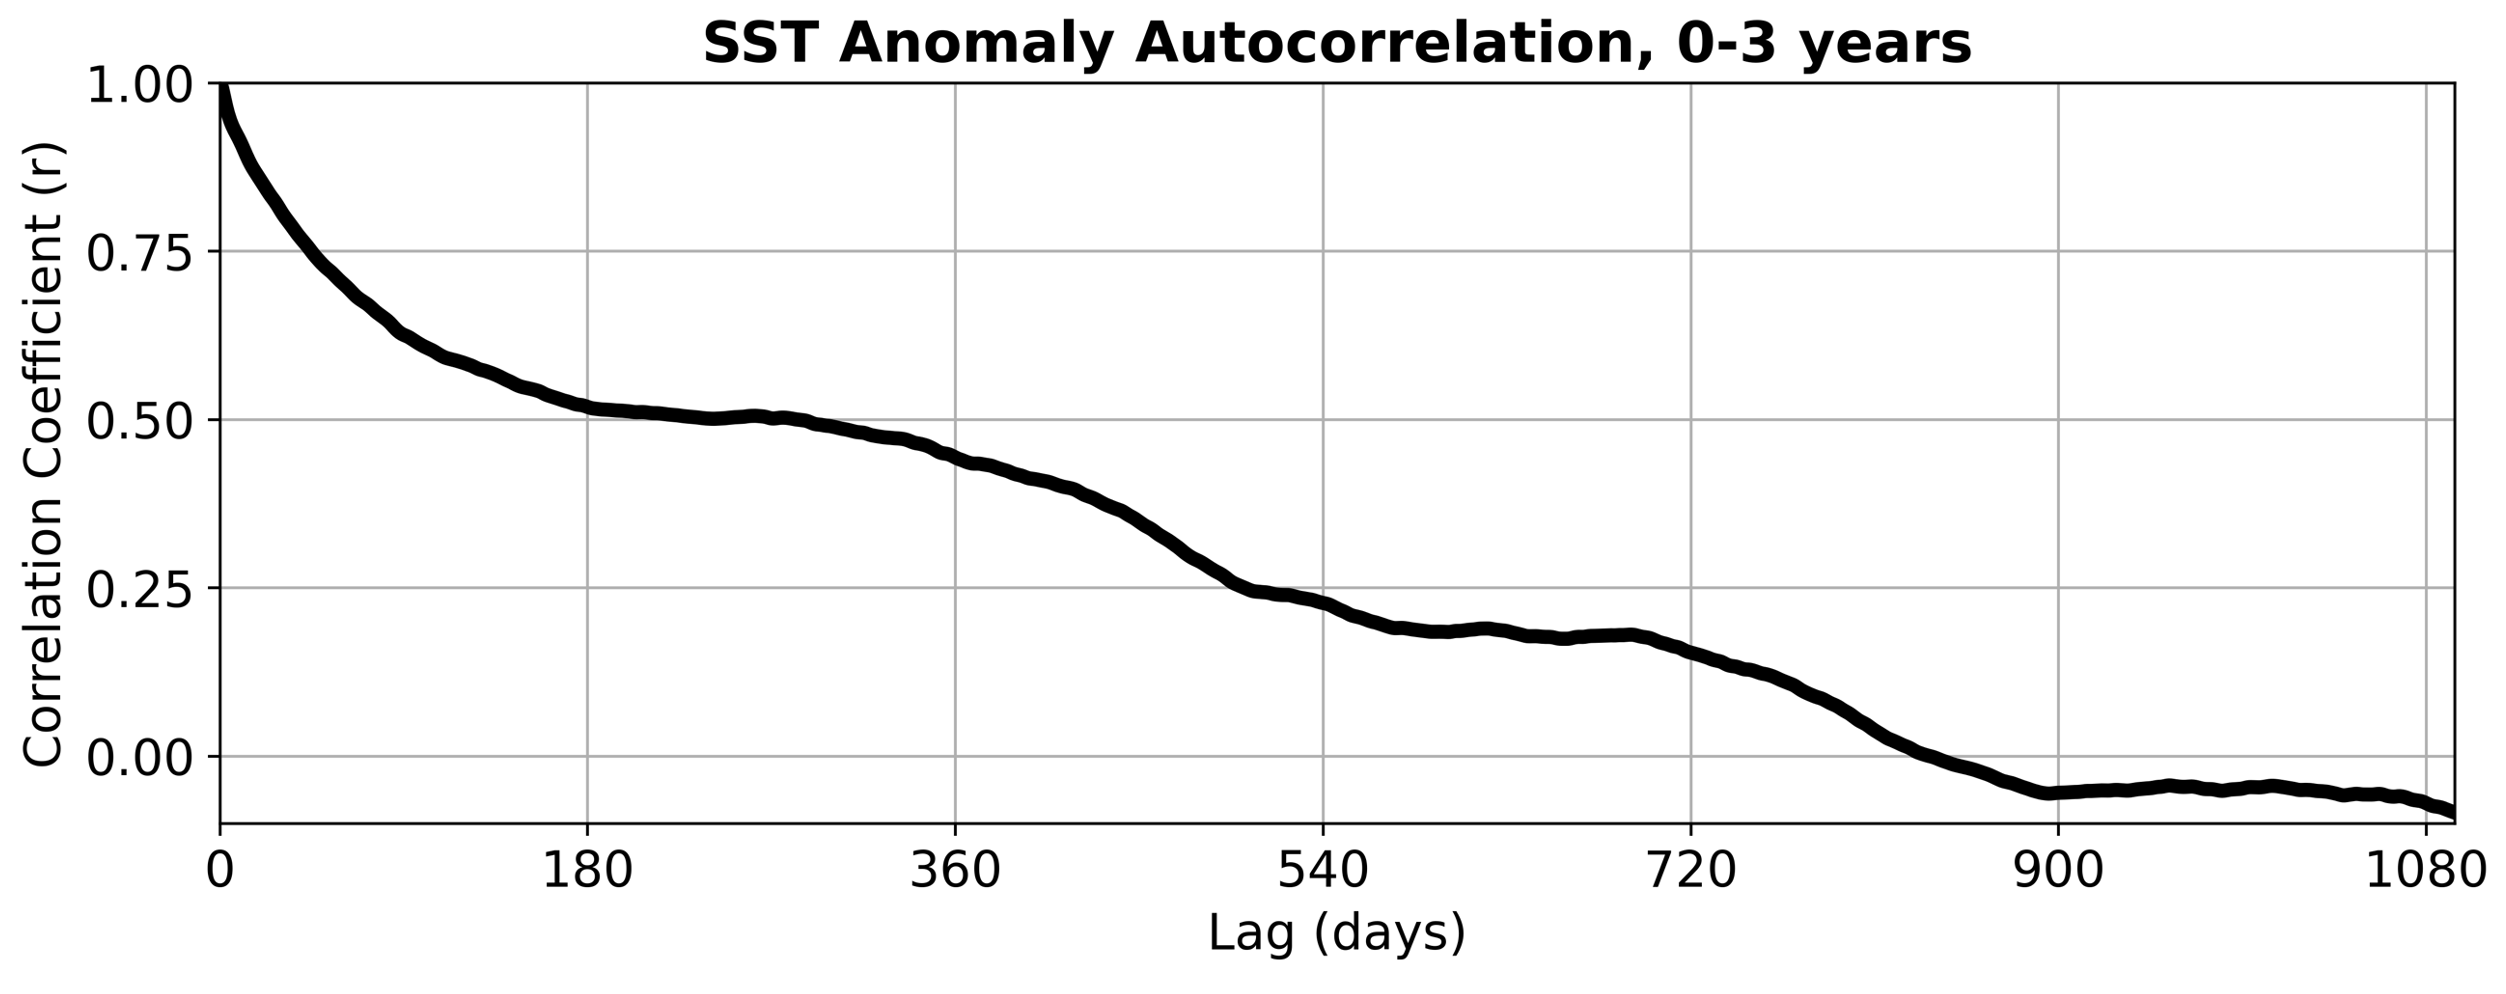 SST Anomaly Autocorrelation, 0-3 years
Correlation Coefficient (r)
1.00
0.75
0.50
0.25
0.00
0 180 360 540 720 900 1080
Lag (days)